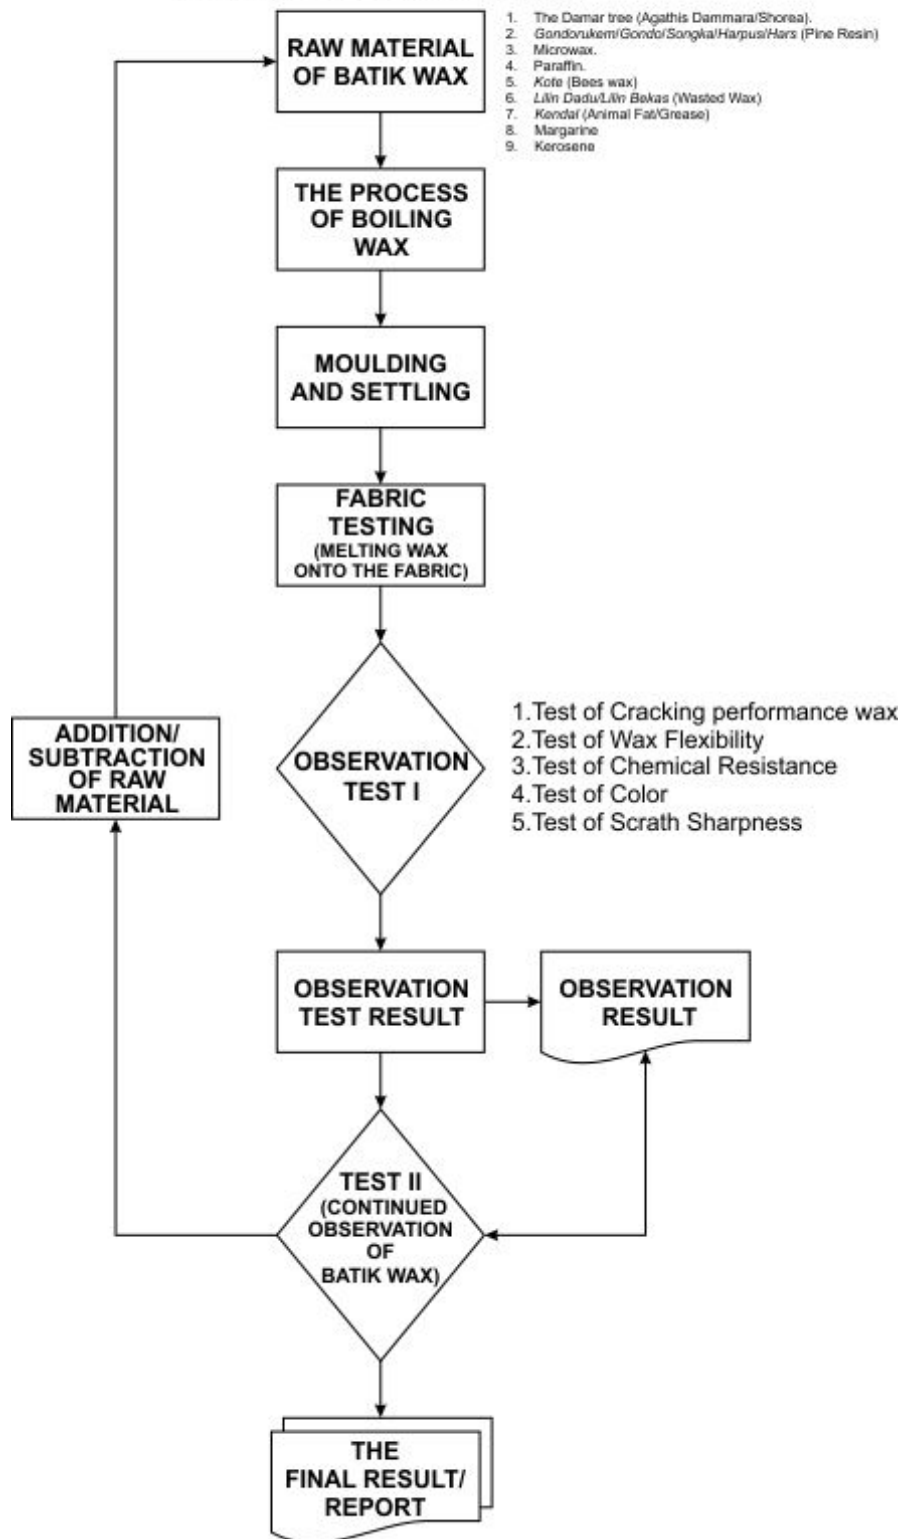 RAW MATERIAL
OF BATIK WAX
1. The Damar tree (Agathis Dammara/Shorea).
2. Gondorukem/Gondo/Songka/Harpus/Hars (Pine Resin)
3. Microwax.
4. Paraffin.
5. Kote (Bees wax)
6. Lilin Dadu/Lilin Bekas (Wasted Wax)
7. Kendal (Animal Fat/Grease)
8. Margarine
9. Kerosene
THE PROCESS
OF BOILING
WAX
MOULDING
AND SETTLING
FABRIC
TESTING
(MELTING WAX
ONTO THE FABRIC)
ADDITION/
SUBTRACTION
OF RAW
MATERIAL
OBSERVATION
TEST I
1.Test of Cracking performance wax
2.Test of Wax Flexibility
3.Test of Chemical Resistance
4.Test of Color
5.Test of Scrath Sharpness
OBSERVATION
TEST RESULT
OBSERVATION
RESULT
TEST II
(CONTINUED
OBSERVATION
OF
BATIK WAX)
THE
FINAL RESULT/
REPORT